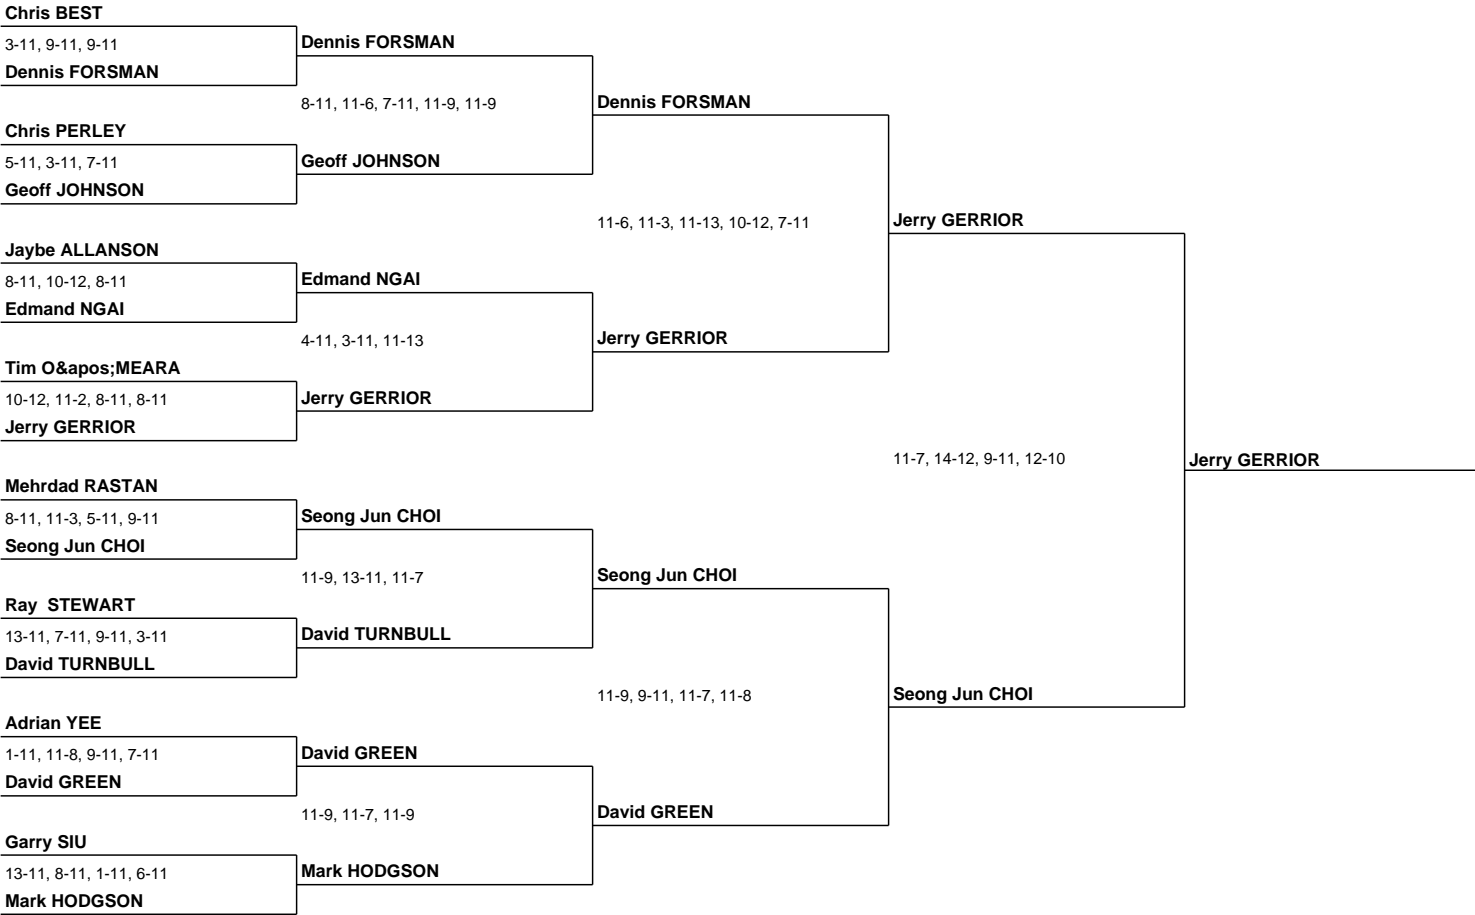 Chris BEST
3-11, 9-11, 9-11
Dennis FORSMAN
Chris PERLEY
5-11, 3-11, 7-11
Geoff JOHNSON
Jaybe ALLANSON
8-11, 10-12, 8-11
Edmand NGAI
Tim O&apos;MEARA
10-12, 11-2, 8-11, 8-11
Jerry GERRIOR
Mehrdad RASTAN
8-11, 11-3, 5-11, 9-11
Seong Jun CHOI
Ray  STEWART
13-11, 7-11, 9-11, 3-11
David TURNBULL
Adrian YEE
1-11, 11-8, 9-11, 7-11
David GREEN
Garry SIU
13-11, 8-11, 1-11, 6-11
Mark HODGSON
Dennis FORSMAN
8-11, 11-6, 7-11, 11-9, 11-9
Geoff JOHNSON
Edmand NGAI
4-11, 3-11, 11-13
Jerry GERRIOR
Seong Jun CHOI
11-9, 13-11, 11-7
David TURNBULL
David GREEN
11-9, 11-7, 11-9
Mark HODGSON
Dennis FORSMAN
11-6, 11-3, 11-13, 10-12, 7-11
Jerry GERRIOR
Seong Jun CHOI
11-9, 9-11, 11-7, 11-8
David GREEN
Jerry GERRIOR
11-7, 14-12, 9-11, 12-10
Seong Jun CHOI
Jerry GERRIOR